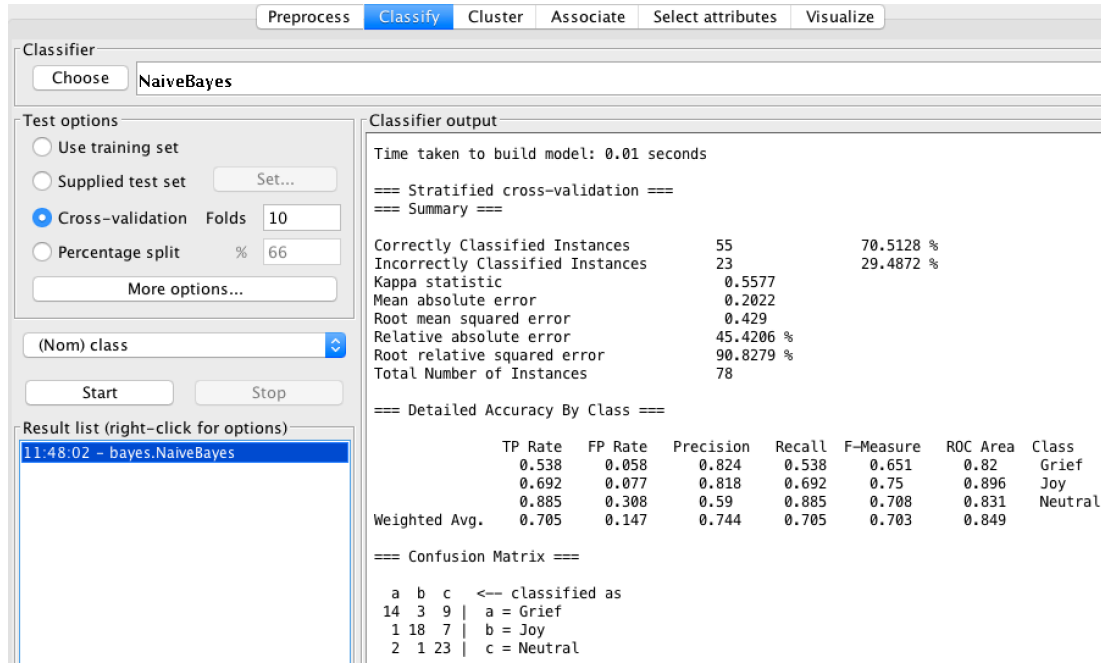 Preprocess Classify Cluster Associate Select attributes Visualize
Classifier
Choose NaiveBayes
Test options
Use training set
Supplied test set Set...
Cross-validation Folds 10
Percentage split % 66
More options...
(Nom) class
Start Stop
Result list (right-click for options)
11:48:02 - bayes.NaiveBayes
Classifier output
Time taken to build model: 0.01 seconds
=== Stratified cross-validation ===
=== Summary ===
Correctly Classified Instances 55 70.5128 %
Incorrectly Classified Instances 23 29.4872 %
Kappa statistic 0.5577
Mean absolute error 0.2022
Root mean squared error 0.429
Relative absolute error 45.4206 %
Root relative squared error 90.8279 %
Total Number of Instances 78
=== Detailed Accuracy By Class ===
TP Rate FP Rate Precision Recall F-Measure ROC Area Class
0.538 0.058 0.824 0.538 0.651 0.82 Grief
0.692 0.077 0.818 0.692 0.75 0.896 Joy
0.885 0.308 0.59 0.885 0.708 0.831 Neutral
Weighted Avg. 0.705 0.147 0.744 0.705 0.703 0.849
=== Confusion Matrix ===
a b c <-- classified as
14 3 9 | a = Grief
1 18 7 | b = Joy
2 1 23 | c = Neutral